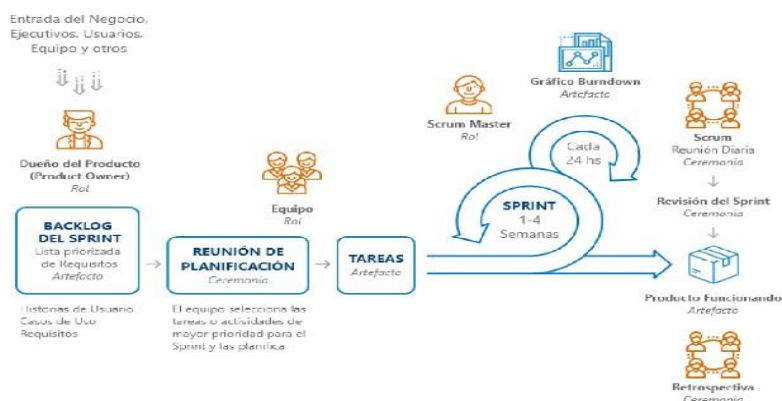 Entrada del Negocio,
Ejecutivos. Usuarios.
Equipo y otros
Dueño del Producto
(Product Owner)
Rol
BACKLOG
DEL SPRINT
Lista priorizada
de Requisitos
Artefacto
Historias de Usuario
Casos de Uso
Requisitos
Equipo
Rol
REUNIÓN DE
PLANIFICACIÓN
Ceremonia
El equipo selecciona las
tareas o actividades de
mayor prioridad para el
Sprint y las planifica
TAREAS
Artefacto
Scrum Master
Rol
Gráfico Burndown
Artefacto
Cada
24 hs
SPRINT
1-4
Semanas
Scrum
Reunión Diaria
Ceremonia
Revisión del Sprint
Ceremonia
Producto Funcionando
Artefacto
Retrospectiva
Ceremonia